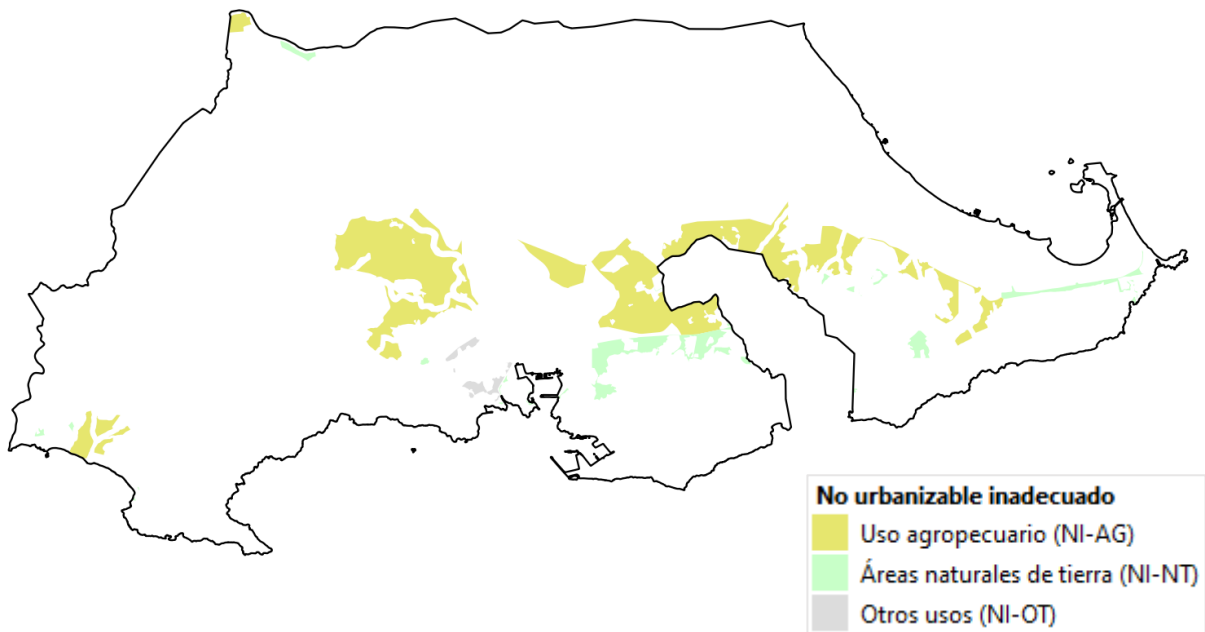 No urbanizable inadecuado
Uso agropecuario (NI-AG)
Áreas naturales de tierra (NI-NT)
Otros usos (NI-OT)